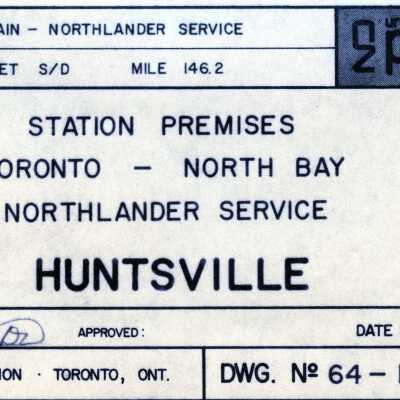 AIN - NORTHLANDER SERVICE
ET S/D MILE 146.2
STATION PREMISES
ORONTO - NORTH BAY
NORTHLANDER SERVICE
HUNTSVILLE
APPROVED: DATE
ION · TORONTO, ONT. DWG. Nº 64-